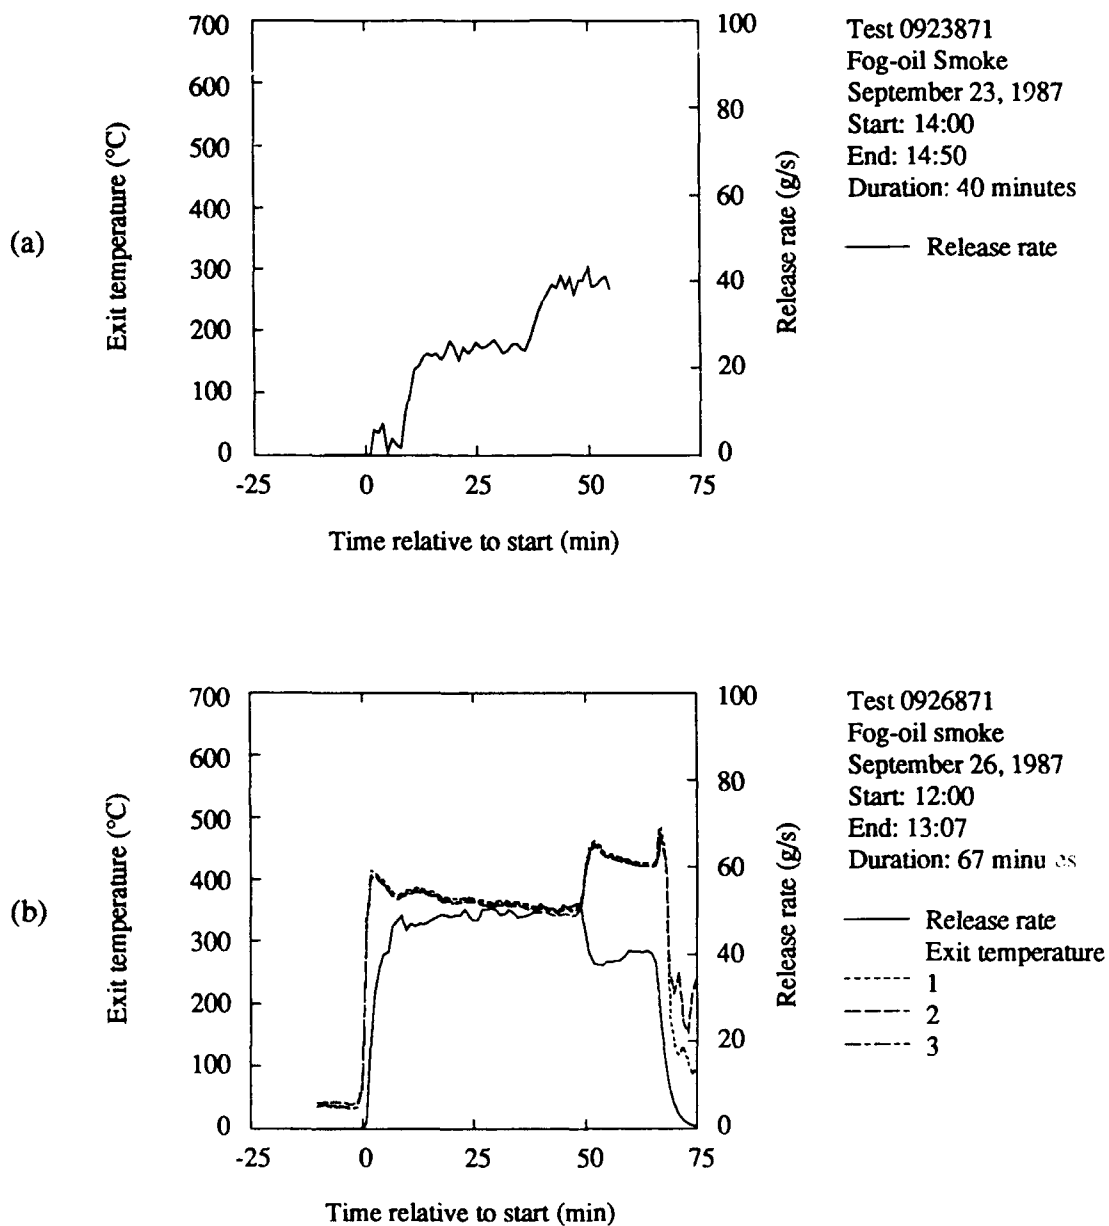 (a)
Exit temperature (°C)
700
600
500
400
300
200
100
0
100
80
60
40
20
0
Release rate (g/s)
-25 0 25 50 75
Time relative to start (min)
Test 0923871
Fog-oil Smoke
September 23, 1987
Start: 14:00
End: 14:50
Duration: 40 minutes
Release rate
(b)
Exit temperature (°C)
700
600
500
400
300
200
100
0
100
80
60
40
20
0
Release rate (g/s)
-25 0 25 50 75
Time relative to start (min)
Test 0926871
Fog-oil smoke
September 26, 1987
Start: 12:00
End: 13:07
Duration: 67 minu es
Release rate
Exit temperature
1
2
3